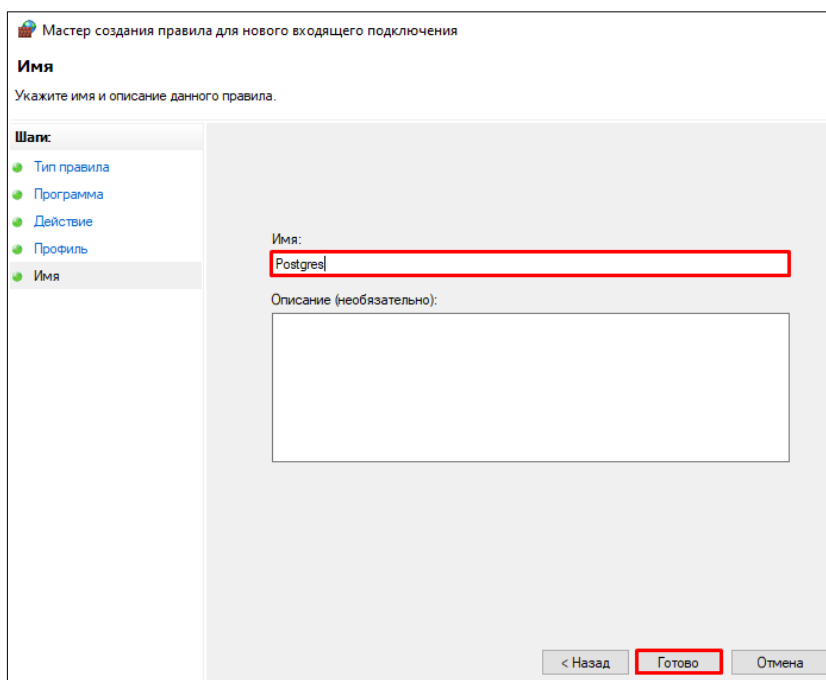 Мастер создания правила для нового входящего подключения
Имя
Укажите имя и описание данного правила.
Шаги:
Тип правила
Программа
Действие
Профиль
Имя
Имя:
Postgres
Описание (необязательно):
< Назад
Готово
Отмена